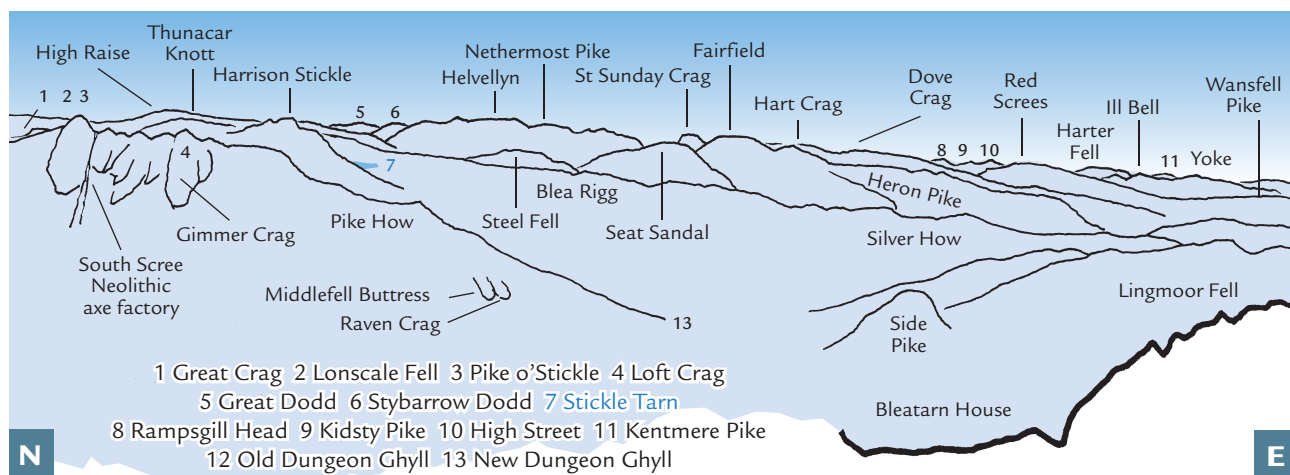 High Raise
Thunacar
Knott
Harrison Stickle
Helvellyn
Nethermost Pike
St Sunday Crag
Fairfield
Hart Crag
Dove
Crag
Red
Screes
Harter
Fell
Ill Bell
Wansfell
Pike
1
2 3
4
5
6
7
8 9 10
11 Yoke
Gimmer Crag
Pike How
Steel Fell
Blea Rigg
Seat Sandal
Heron Pike
Silver How
South Scree
Neolithic
axe factory
Middlefell Buttress
Raven Crag
13
Side
Pike
Lingmoor Fell
Bleatarn House
1 Great Crag 2 Lonscale Fell 3 Pike o’Stickle 4 Loft Crag
5 Great Dodd 6 Stybarrow Dodd 7 Stickle Tarn
8 Rampsgill Head 9 Kidsty Pike 10 High Street 11 Kentmere Pike
12 Old Dungeon Ghyll 13 New Dungeon Ghyll
N
E